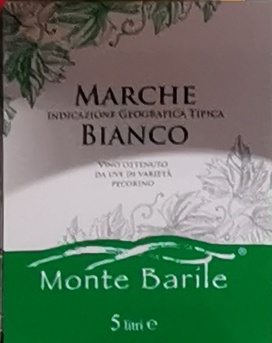 MARCHE
INDICAZIONE GEOGRAFICA TIPICA
BIANCO
VINO OTTENUTO
DA UVE DI VARIETÀ
PECORINO
Monte Barile®
5 litri ℮